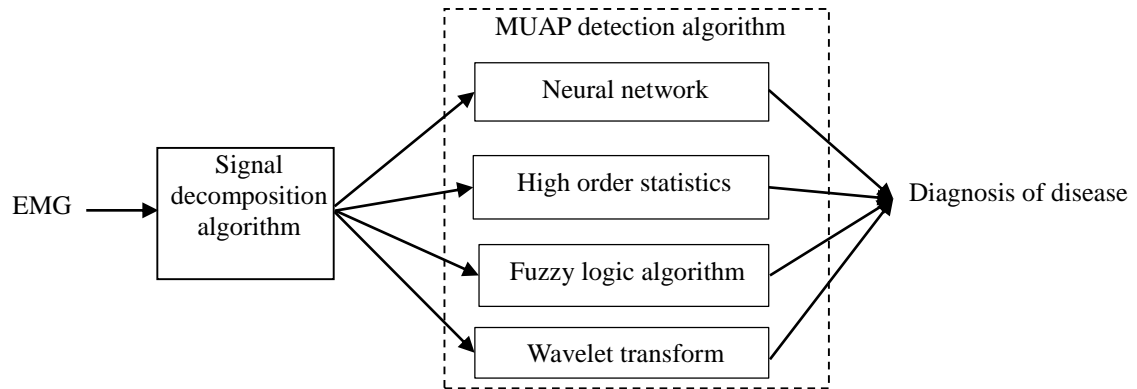 MUAP detection algorithm
Neural network
Signal
decomposition
algorithm
High order statistics
EMG
Diagnosis of disease
Fuzzy logic algorithm
Wavelet transform